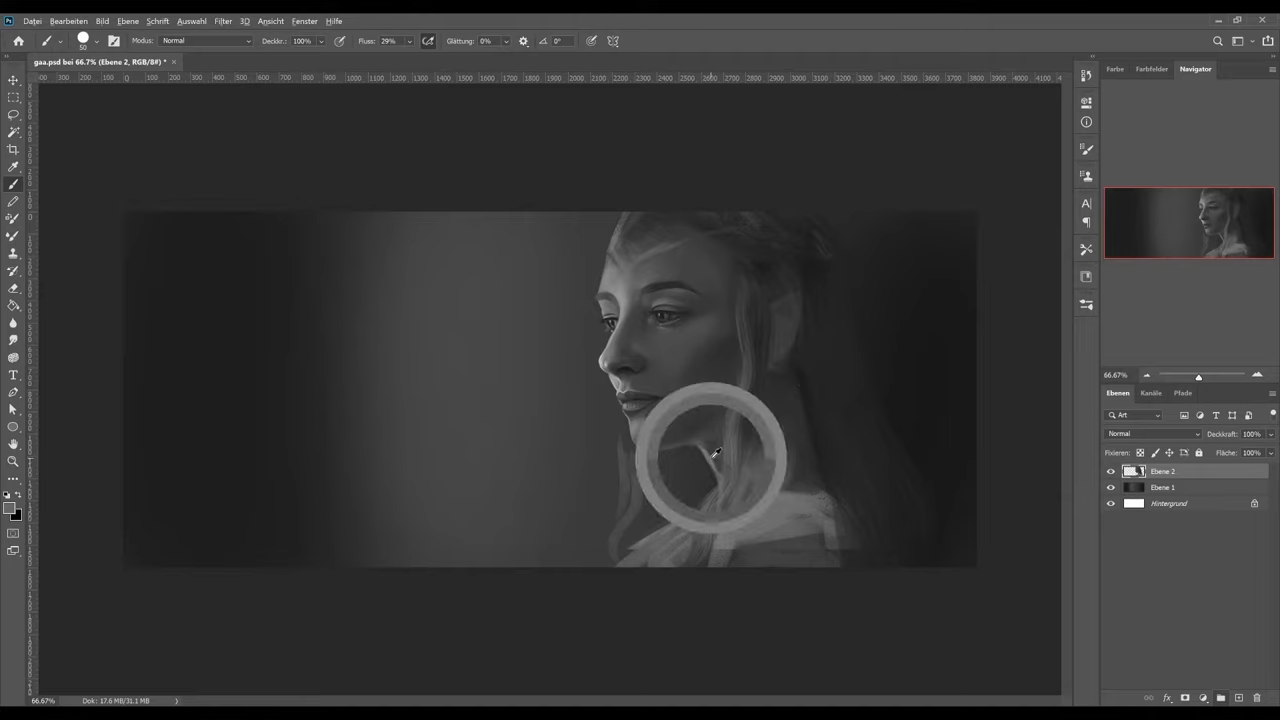 Datei Bearbeiten Bild Ebene Schrift Auswahl Filter 3D Ansicht Fenster Hilfe
50 Modus: Normal Deckkr.: 100% Fluss: 29% Glättung: 0% 0°
gaa.psd bei 66.7% (Ebene 2, RGB/8#) *
Farbe Farbfelder Navigator
66.67%
Ebenen Kanäle Pfade
Art
Normal Deckkraft: 100%
Fixieren: Fläche: 100%
Ebene 2
Ebene 1
Hintergrund
66.67% Dok: 17.6 MB/31.1 MB